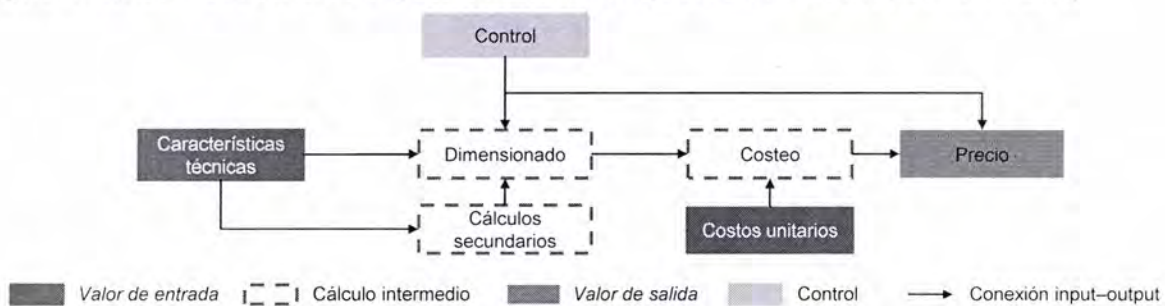 Control
Características
técnicas
Dimensionado
Costeo
Precio
Cálculos
secundarios
Costos unitarios
Valor de entrada
Cálculo intermedio
Valor de salida
Control
Conexión input–output